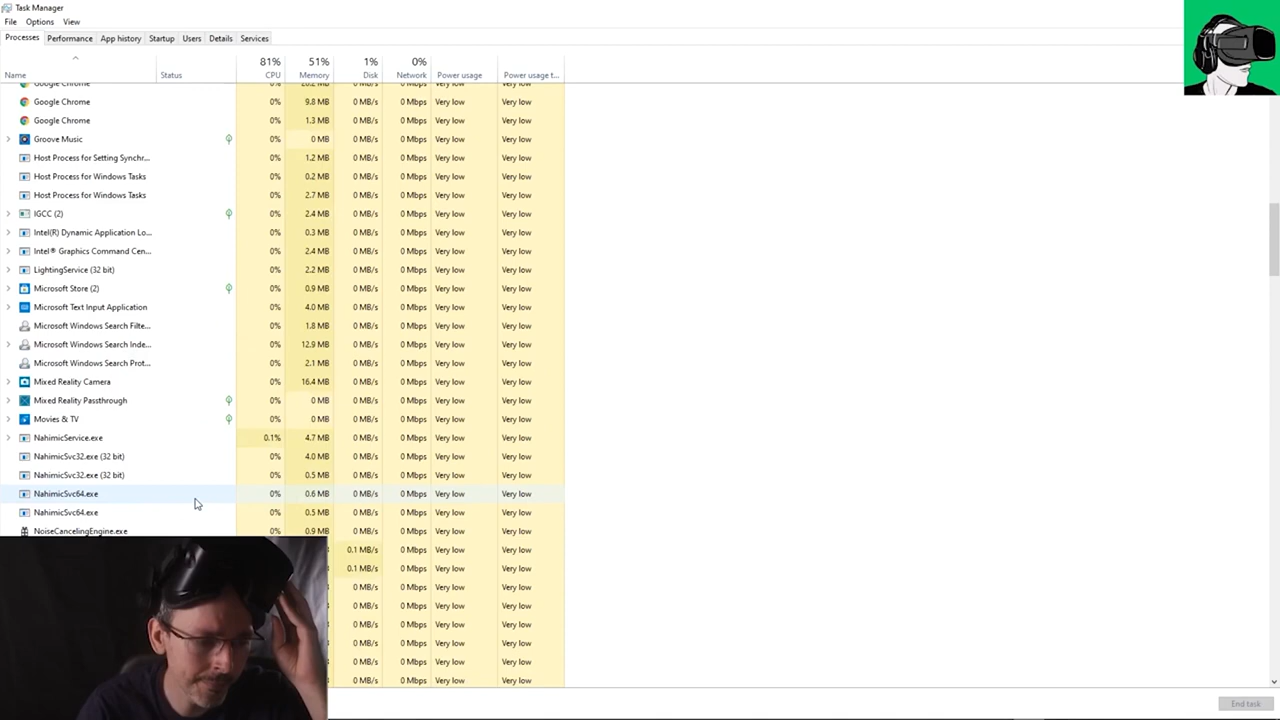 Task Manager
File Options View
Processes Performance App history Startup Users Details Services
81% 51% 1% 0%
Name Status CPU Memory Disk Network Power usage Power usage t...
Google Chrome 0% 20.2 MB 0 MB/s 0 Mbps Very low Very low
Google Chrome 0% 9.8 MB 0 MB/s 0 Mbps Very low Very low
Google Chrome 0% 1.3 MB 0 MB/s 0 Mbps Very low Very low
Groove Music 0% 0 MB 0 MB/s 0 Mbps Very low Very low
Host Process for Setting Synchr... 0% 1.2 MB 0 MB/s 0 Mbps Very low Very low
Host Process for Windows Tasks 0% 0.2 MB 0 MB/s 0 Mbps Very low Very low
Host Process for Windows Tasks 0% 2.7 MB 0 MB/s 0 Mbps Very low Very low
IGCC (2) 0% 2.4 MB 0 MB/s 0 Mbps Very low Very low
Intel(R) Dynamic Application Lo... 0% 0.3 MB 0 MB/s 0 Mbps Very low Very low
Intel® Graphics Command Cen... 0% 2.4 MB 0 MB/s 0 Mbps Very low Very low
LightingService (32 bit) 0% 2.2 MB 0 MB/s 0 Mbps Very low Very low
Microsoft Store (2) 0% 0.9 MB 0 MB/s 0 Mbps Very low Very low
Microsoft Text Input Application 0% 4.0 MB 0 MB/s 0 Mbps Very low Very low
Microsoft Windows Search Filte... 0% 1.8 MB 0 MB/s 0 Mbps Very low Very low
Microsoft Windows Search Inde... 0% 12.9 MB 0 MB/s 0 Mbps Very low Very low
Microsoft Windows Search Prot... 0% 2.1 MB 0 MB/s 0 Mbps Very low Very low
Mixed Reality Camera 0% 16.4 MB 0 MB/s 0 Mbps Very low Very low
Mixed Reality Passthrough 0% 0 MB 0 MB/s 0 Mbps Very low Very low
Movies & TV 0% 0 MB 0 MB/s 0 Mbps Very low Very low
NahimicService.exe 0.1% 4.7 MB 0 MB/s 0 Mbps Very low Very low
NahimicSvc32.exe (32 bit) 0% 4.0 MB 0 MB/s 0 Mbps Very low Very low
NahimicSvc32.exe (32 bit) 0% 0.5 MB 0 MB/s 0 Mbps Very low Very low
NahimicSvc64.exe 0% 0.6 MB 0 MB/s 0 Mbps Very low Very low
NahimicSvc64.exe 0% 0.5 MB 0 MB/s 0 Mbps Very low Very low
NoiseCancelingEngine.exe 0% 0.9 MB 0 MB/s 0 Mbps Very low Very low
0.1 MB/s 0 Mbps Very low Very low
0.1 MB/s 0 Mbps Very low Very low
0 MB/s 0 Mbps Very low Very low
0 MB/s 0 Mbps Very low Very low
0 MB/s 0 Mbps Very low Very low
0 MB/s 0 Mbps Very low Very low
0 MB/s 0 Mbps Very low Very low
0 MB/s 0 Mbps Very low Very low
End task